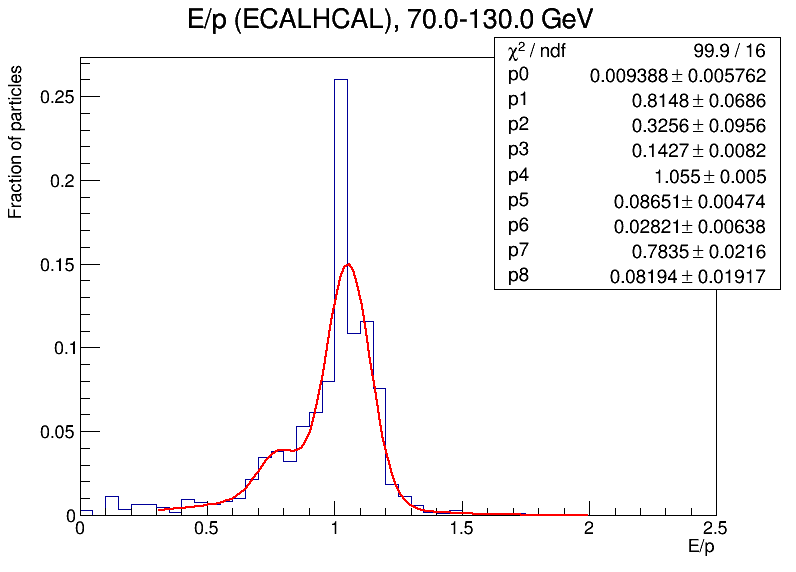 E/p (ECALHCAL), 70.0-130.0 GeV
χ² / ndf 99.9 / 16
p0 0.009388 ± 0.005762
p1 0.8148 ± 0.0686
p2 0.3256 ± 0.0956
p3 0.1427 ± 0.0082
p4 1.055 ± 0.005
p5 0.08651 ± 0.00474
p6 0.02821 ± 0.00638
p7 0.7835 ± 0.0216
p8 0.08194 ± 0.01917
Fraction of particles
0.25
0.2
0.15
0.1
0.05
0
0 0.5 1 1.5 2 2.5
E/p